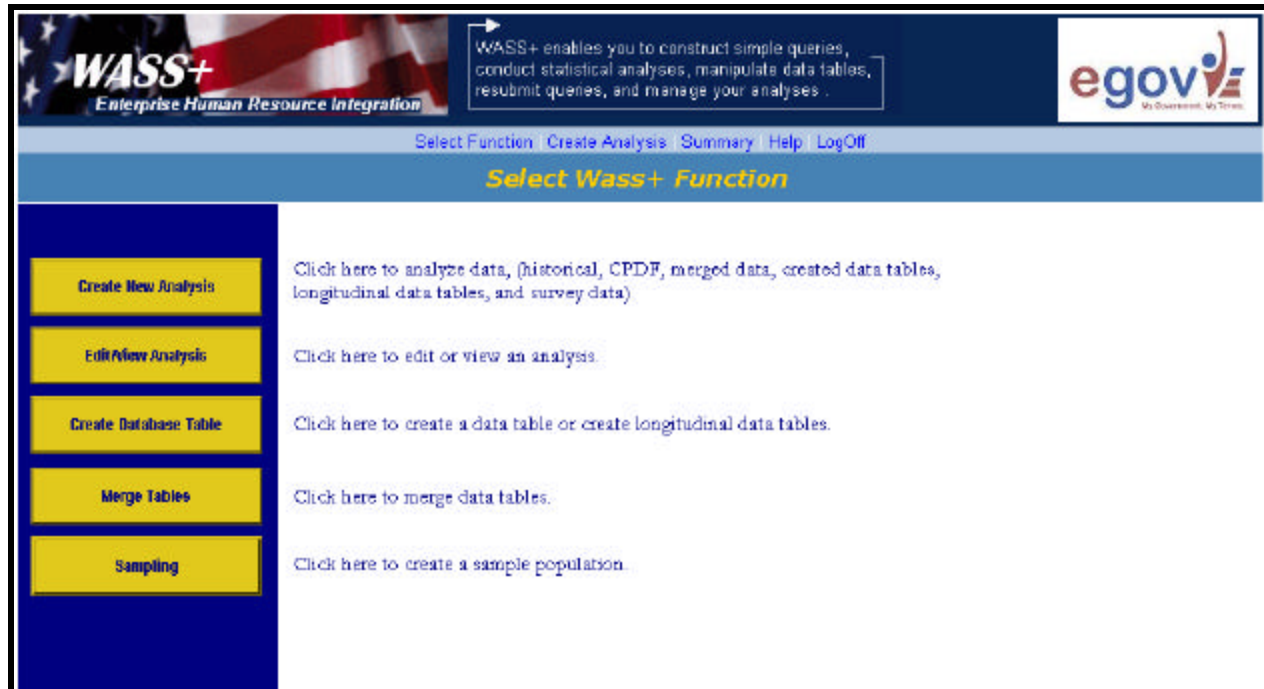 WASS+
Enterprise Human Resource Integration
WASS+ enables you to construct simple queries,
conduct statistical analyses, manipulate data tables,
resubmit queries, and manage your analyses .
egov
My Government. My Terms.
Select Function | Create Analysis | Summary | Help | LogOff
Select Wass+ Function
Create New Analysis
Click here to analyze data, (historical, CPDF, merged data, created data tables,
longitudinal data tables, and survey data)
Edit/View Analysis
Click here to edit or view an analysis.
Create Database Table
Click here to create a data table or create longitudinal data tables.
Merge Tables
Click here to merge data tables.
Sampling
Click here to create a sample population.